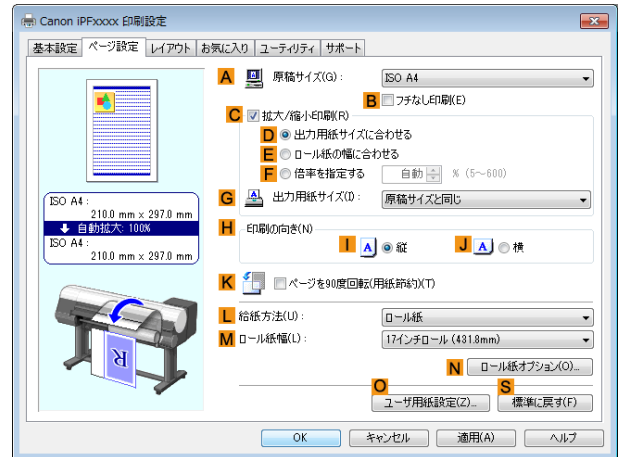 Canon iPFxxxx 印刷設定
基本設定 ページ設定 レイアウト お気に入り ユーティリティ サポート
A 原稿サイズ(G): ISO A4
B フチなし印刷(E)
C 拡大/縮小印刷(R)
D 出力用紙サイズに合わせる
E ロール紙の幅に合わせる
F 倍率を指定する 自動 % (5～600)
G 出力用紙サイズ(I): 原稿サイズと同じ
ISO A4 :
210.0 mm x 297.0 mm
自動拡大: 100%
ISO A4 :
210.0 mm x 297.0 mm
H 印刷の向き(N)
I A 縦 J A 横
K ページを90度回転(用紙節約)(T)
L 給紙方法(U): ロール紙
M ロール紙幅(L): 17インチロール (431.8mm)
R
N ロール紙オプション(O)...
O ユーザ用紙設定(Z)... S 標準に戻す(F)
OK キャンセル 適用(A) ヘルプ